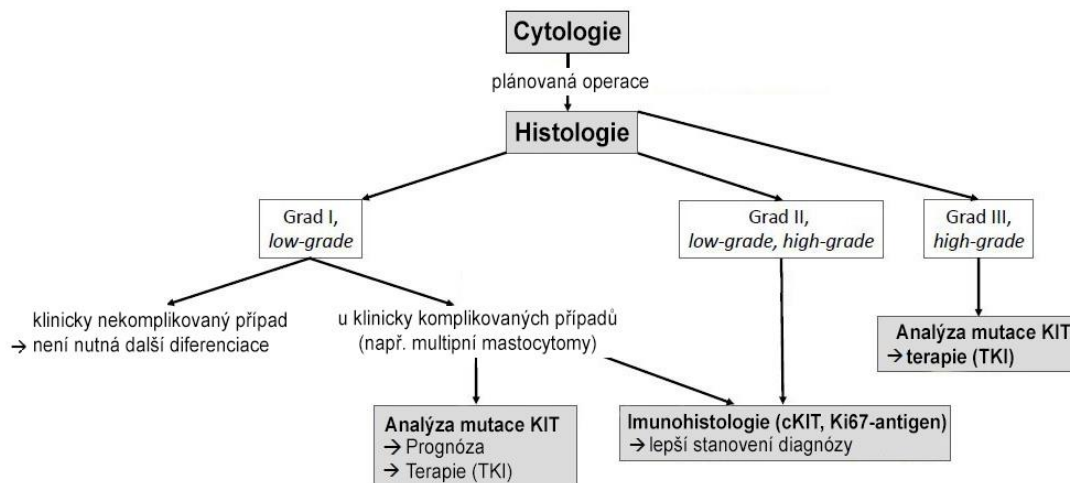 Cytologie
plánovaná operace
Histologie
Grad I,
low-grade
Grad II,
low-grade, high-grade
Grad III,
high-grade
klinicky nekomplikovaný případ
→ není nutná další diferenciace
u klinicky komplikovaných případů
(např. multipní mastocytomy)
Analýza mutace KIT
→ terapie (TKI)
Analýza mutace KIT
→ Prognóza
→ Terapie (TKI)
Imunohistologie (cKIT, Ki67-antigen)
→ lepší stanovení diagnózy